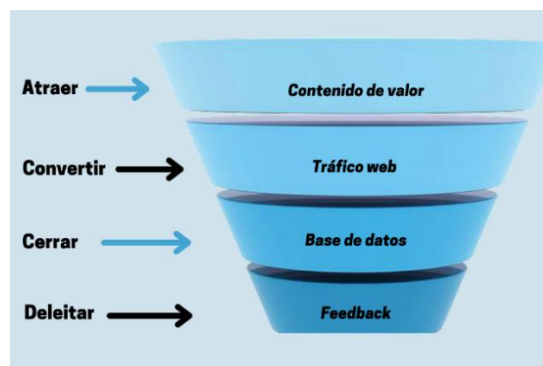 Atraer
Contenido de valor
Convertir
Tráfico web
Cerrar
Base de datos
Deleitar
Feedback